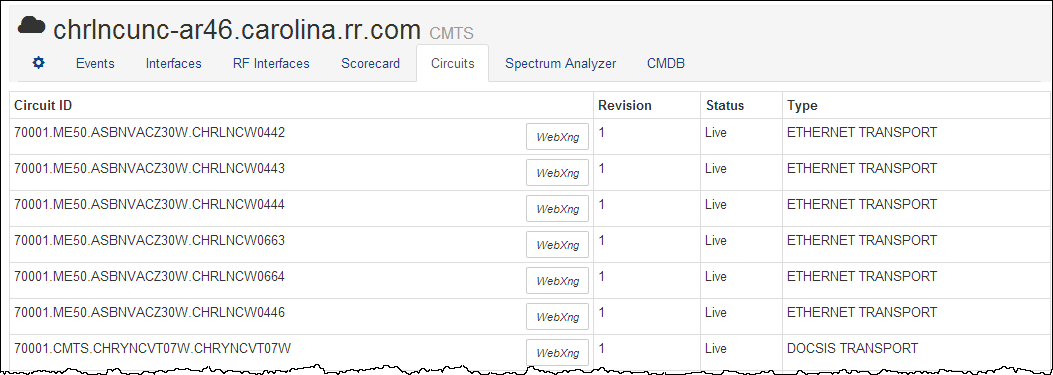 chrlncunc-ar46.carolina.rr.com CMTS
Events Interfaces RF Interfaces Scorecard Circuits Spectrum Analyzer CMDB
Circuit ID Revision Status Type
70001.ME50.ASBNVACZ30W.CHRLNCW0442 WebXng 1 Live ETHERNET TRANSPORT
70001.ME50.ASBNVACZ30W.CHRLNCW0443 WebXng 1 Live ETHERNET TRANSPORT
70001.ME50.ASBNVACZ30W.CHRLNCW0444 WebXng 1 Live ETHERNET TRANSPORT
70001.ME50.ASBNVACZ30W.CHRLNCW0663 WebXng 1 Live ETHERNET TRANSPORT
70001.ME50.ASBNVACZ30W.CHRLNCW0664 WebXng 1 Live ETHERNET TRANSPORT
70001.ME50.ASBNVACZ30W.CHRLNCW0446 WebXng 1 Live ETHERNET TRANSPORT
70001.CMTS.CHRYNCVT07W.CHRYNCVT07W WebXng 1 Live DOCSIS TRANSPORT